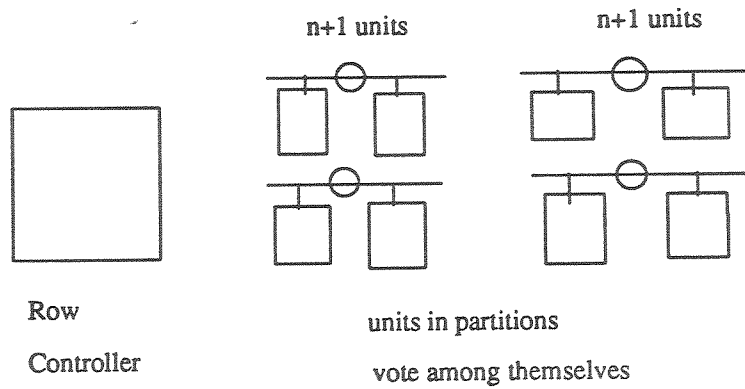 n+1 units
n+1 units
Row
Controller
units in partitions
vote among themselves